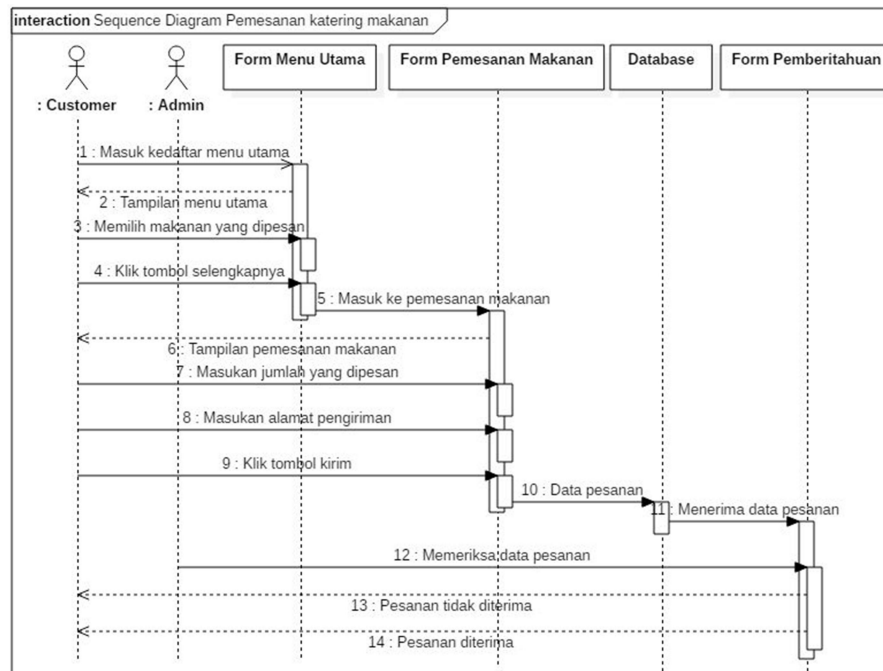 interaction Sequence Diagram Pemesanan katering makanan
: Customer
: Admin
Form Menu Utama
Form Pemesanan Makanan
Database
Form Pemberitahuan
1 : Masuk kedaftar menu utama
2 : Tampilan menu utama
3 : Memilih makanan yang dipesan
4 : Klik tombol selengkapnya
5 : Masuk ke pemesanan makanan
6 : Tampilan pemesanan makanan
7 : Masukan jumlah yang dipesan
8 : Masukan alamat pengiriman
9 : Klik tombol kirim
10 : Data pesanan
11 : Menerima data pesanan
12 : Memeriksa data pesanan
13 : Pesanan tidak diterima
14 : Pesanan diterima